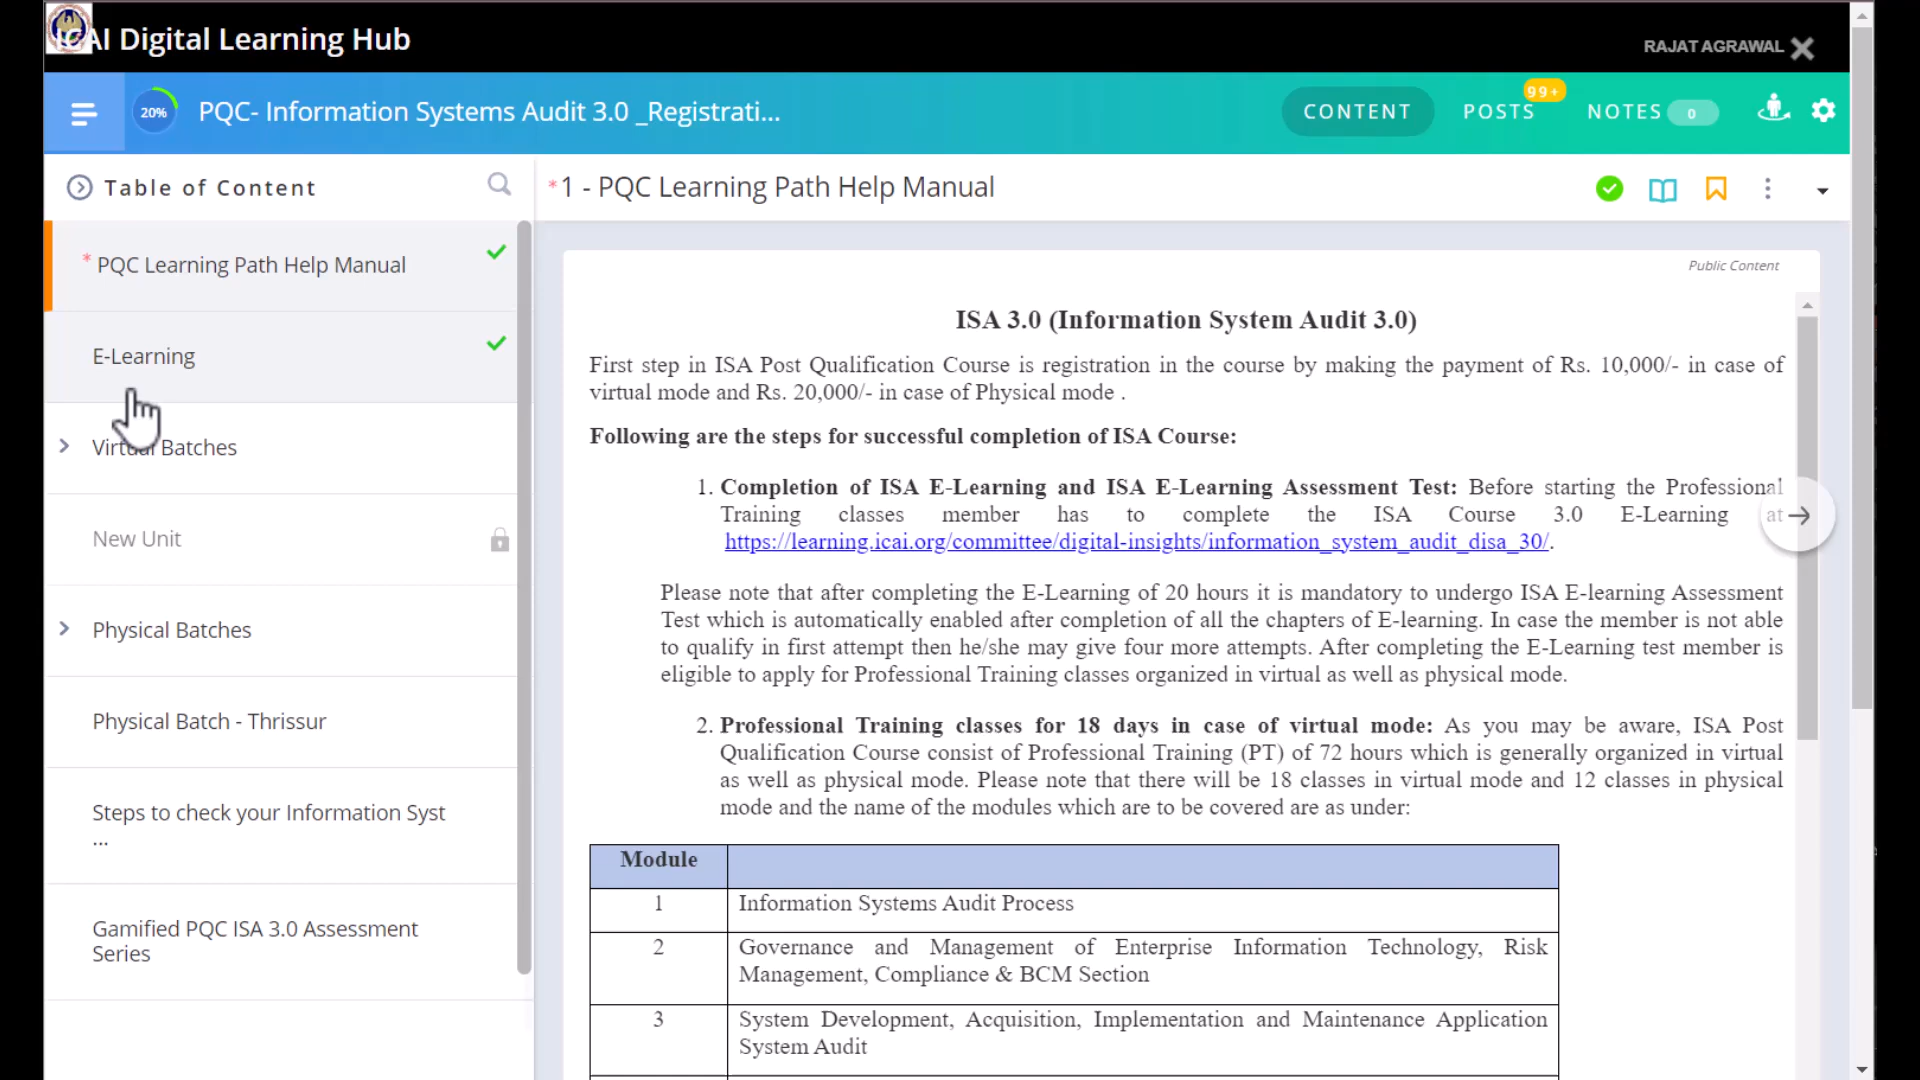 ICAI Digital Learning Hub
RAJAT AGRAWAL
20%
PQC- Information Systems Audit 3.0 _Registrati...
CONTENT
POSTS
99+
NOTES
0
Table of Content
* PQC Learning Path Help Manual
E-Learning
Virtual Batches
New Unit
Physical Batches
Physical Batch - Thrissur
Steps to check your Information Syst
...
Gamified PQC ISA 3.0 Assessment
Series
*1 - PQC Learning Path Help Manual
Public Content
ISA 3.0 (Information System Audit 3.0)
First step in ISA Post Qualification Course is registration in the course by making the payment of Rs. 10,000/- in case of
virtual mode and Rs. 20,000/- in case of Physical mode .
Following are the steps for successful completion of ISA Course:
1. Completion of ISA E-Learning and ISA E-Learning Assessment Test: Before starting the Professional
Training classes member has to complete the ISA Course 3.0 E-Learning at
https://learning.icai.org/committee/digital-insights/information_system_audit_disa_30/.
Please note that after completing the E-Learning of 20 hours it is mandatory to undergo ISA E-learning Assessment
Test which is automatically enabled after completion of all the chapters of E-learning. In case the member is not able
to qualify in first attempt then he/she may give four more attempts. After completing the E-Learning test member is
eligible to apply for Professional Training classes organized in virtual as well as physical mode.
2. Professional Training classes for 18 days in case of virtual mode: As you may be aware, ISA Post
Qualification Course consist of Professional Training (PT) of 72 hours which is generally organized in virtual
as well as physical mode. Please note that there will be 18 classes in virtual mode and 12 classes in physical
mode and the name of the modules which are to be covered are as under:
Module
1 Information Systems Audit Process
2 Governance and Management of Enterprise Information Technology, Risk
Management, Compliance & BCM Section
3 System Development, Acquisition, Implementation and Maintenance Application
System Audit